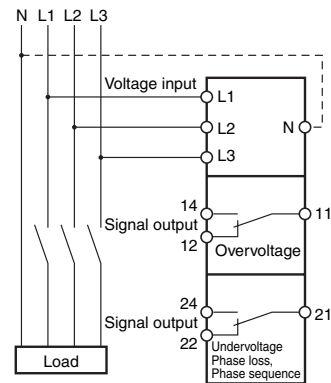 N L1 L2 L3
Voltage input
L1
L2
N
L3
14
11
Signal output
12
Overvoltage
24
21
Signal output
22
Undervoltage
Phase loss,
Phase sequence
Load